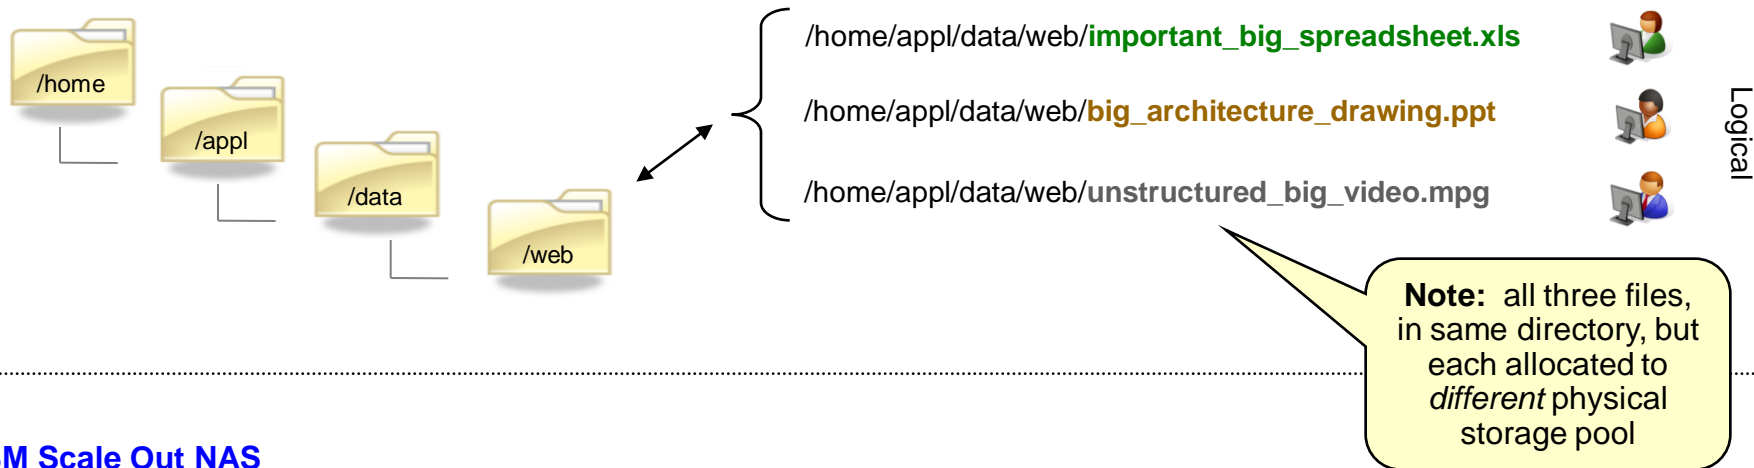 /home
/appl
/data
/web
/home/appl/data/web/important_big_spreadsheet.xls
/home/appl/data/web/big_architecture_drawing.ppt
/home/appl/data/web/unstructured_big_video.mpg
Logical
Note: all three files,
in same directory, but
each allocated to
different physical
storage pool
M Scale Out NAS